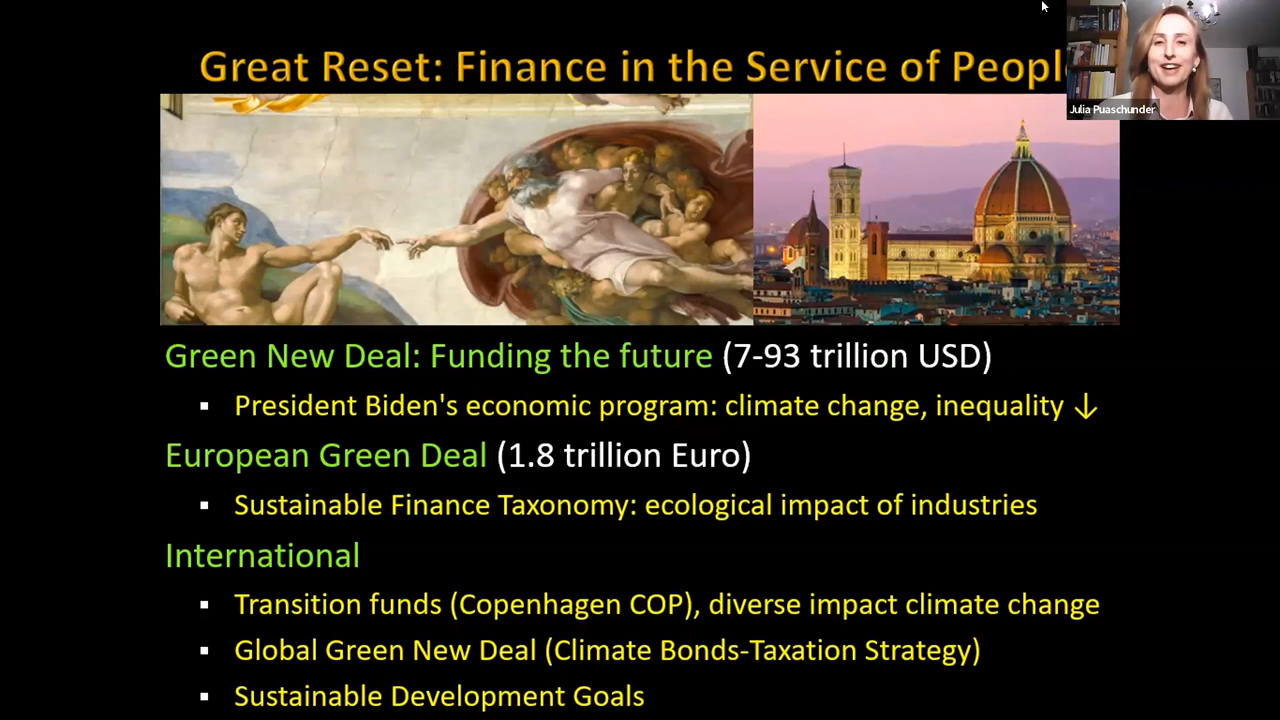 Great Reset: Finance in the Service of Peopl
Julia Puaschunder
Green New Deal: Funding the future (7-93 trillion USD)
▪ President Biden's economic program: climate change, inequality ↓
European Green Deal (1.8 trillion Euro)
▪ Sustainable Finance Taxonomy: ecological impact of industries
International
▪ Transition funds (Copenhagen COP), diverse impact climate change
▪ Global Green New Deal (Climate Bonds-Taxation Strategy)
▪ Sustainable Development Goals